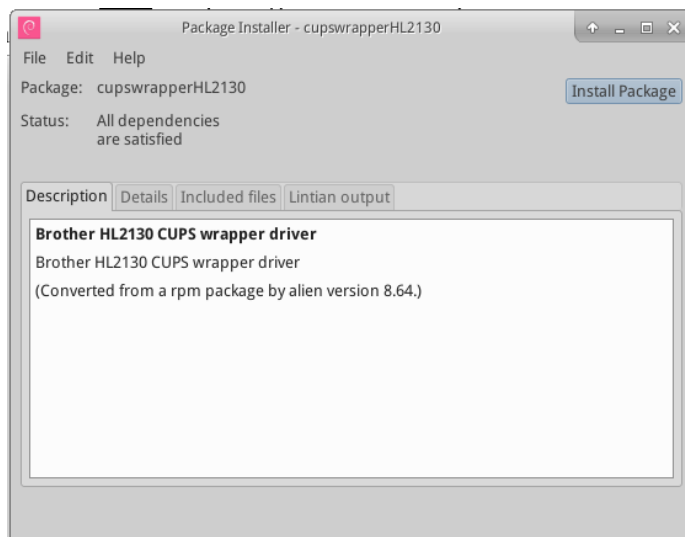 Package Installer - cupswrapperHL2130
File Edit Help
Package: cupswrapperHL2130
Install Package
Status: All dependencies
are satisfied
Description Details Included files Lintian output
Brother HL2130 CUPS wrapper driver
Brother HL2130 CUPS wrapper driver
(Converted from a rpm package by alien version 8.64.)